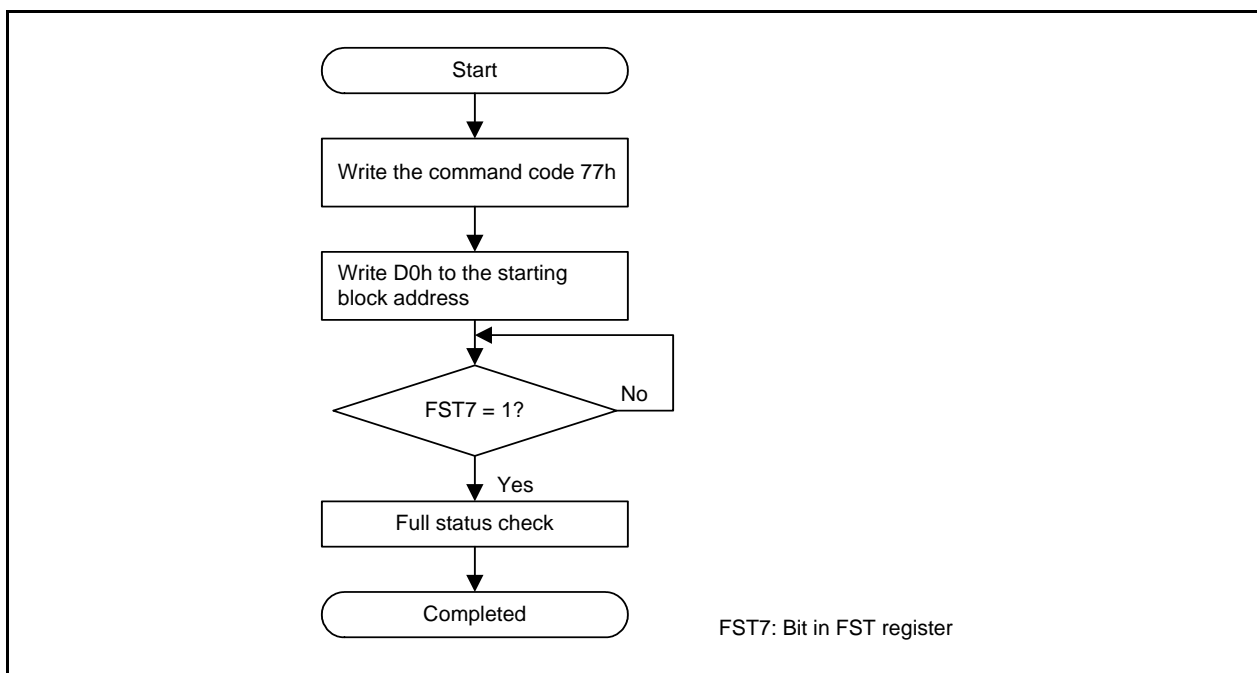 Start
Write the command code 77h
Write D0h to the starting
block address
FST7 = 1?
No
Yes
Full status check
Completed
FST7: Bit in FST register